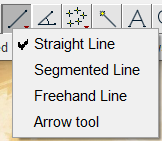 A
Straight Line
Segmented Line
Freehand Line
Arrow tool